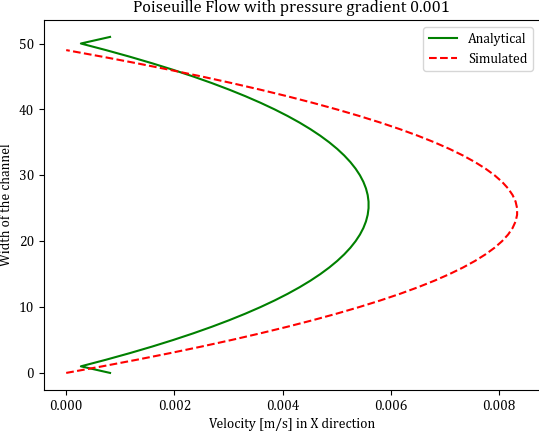 Poiseuille Flow with pressure gradient 0.001
Analytical
Simulated
50
40
30
20
10
0
Width of the channel
0.000 0.002 0.004 0.006 0.008
Velocity [m/s] in X direction